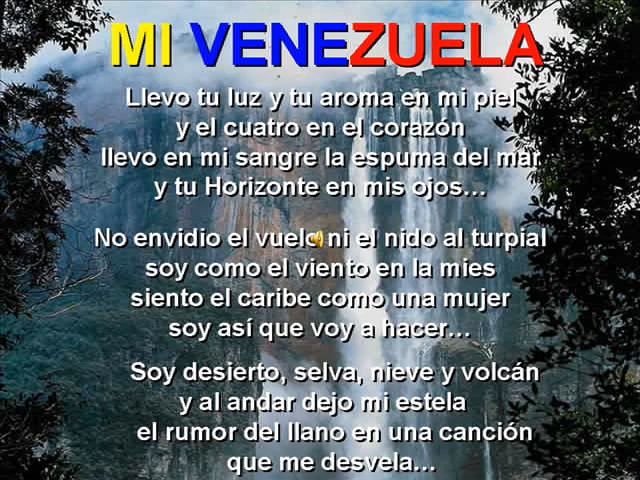 MI VENEZUELA
Llevo tu luz y tu aroma en mi piel
y el cuatro en el corazón
llevo en mi sangre la espuma del mar
y tu Horizonte en mis ojos...
No envidio el vuelo ni el nido al turpial
soy como el viento en la mies
siento el caribe como una mujer
soy así que voy a hacer...
Soy desierto, selva, nieve y volcán
y al andar dejo mi estela
el rumor del llano en una canción
que me desvela...